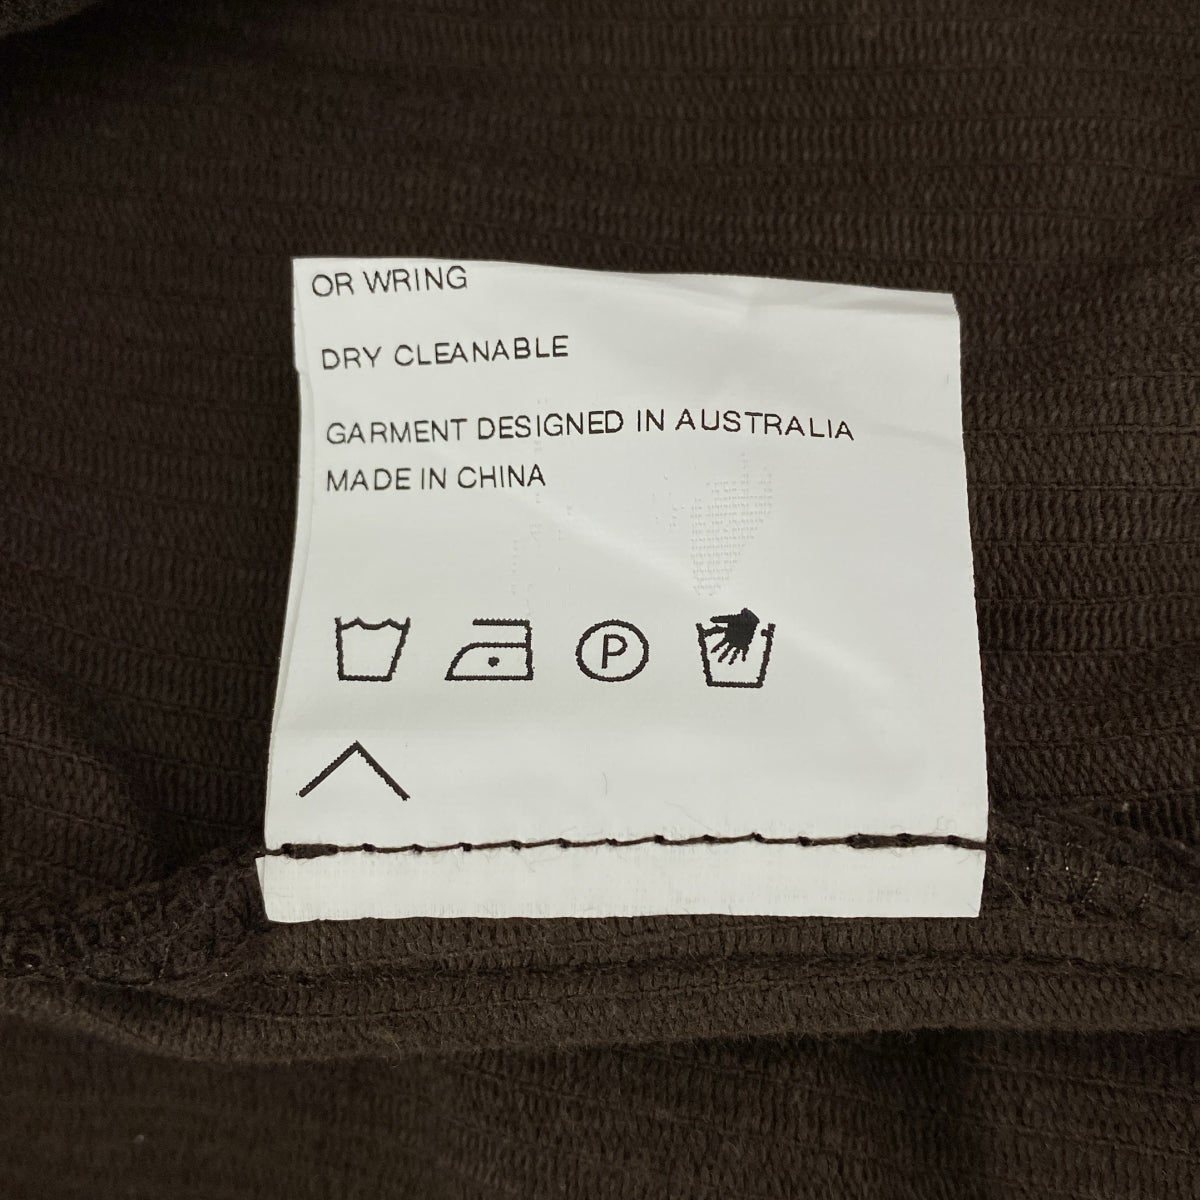 OR WRING
DRY CLEANABLE
GARMENT DESIGNED IN AUSTRALIA
MADE IN CHINA
P